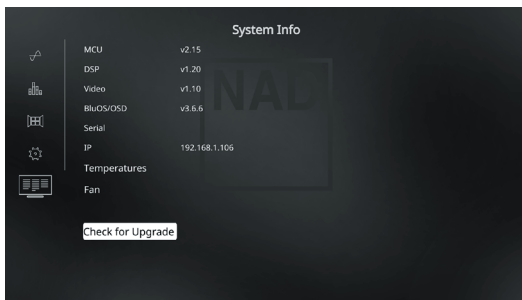 System Info
MCU v2.15
DSP v1.20
Video v1.10
BluOS/OSD v3.6.6
Serial
IP 192.168.1.106
Temperatures
Fan
Check for Upgrade
NAD